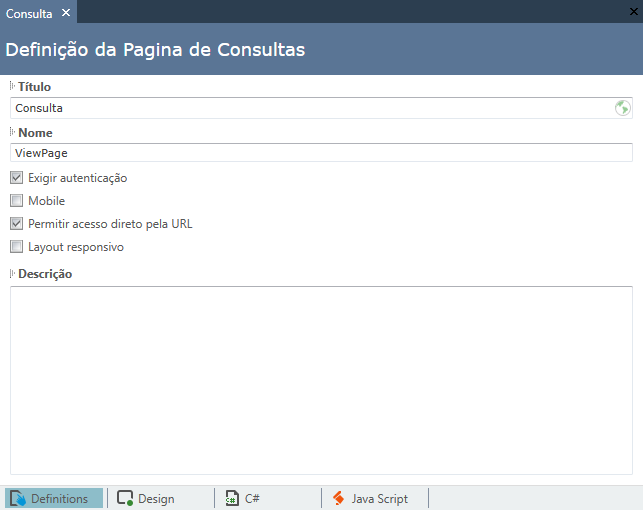 Consulta
Definição da Pagina de Consultas
Título
Consulta
Nome
ViewPage
Exigir autenticação
Mobile
Permitir acesso direto pela URL
Layout responsivo
Descrição
Definitions Design C# Java Script